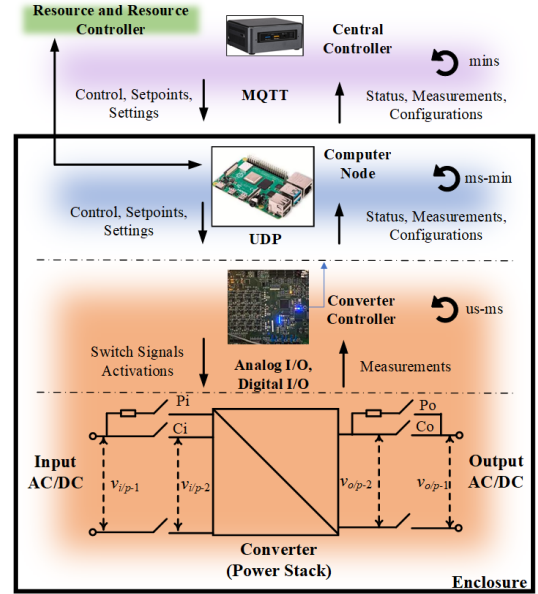 Resource and Resource
Controller
Central
Controller
mins
Control, Setpoints,
Settings
MQTT
Status, Measurements,
Configurations
Computer
Node
ms-min
Control, Setpoints,
Settings
UDP
Status, Measurements,
Configurations
Converter
Controller
us-ms
Switch Signals
Activations
Analog I/O,
Digital I/O
Measurements
Pi
Po
Ci
Co
Input
AC/DC
vi/p-1
vi/p-2
vo/p-2
vo/p-1
Output
AC/DC
Converter
(Power Stack)
Enclosure